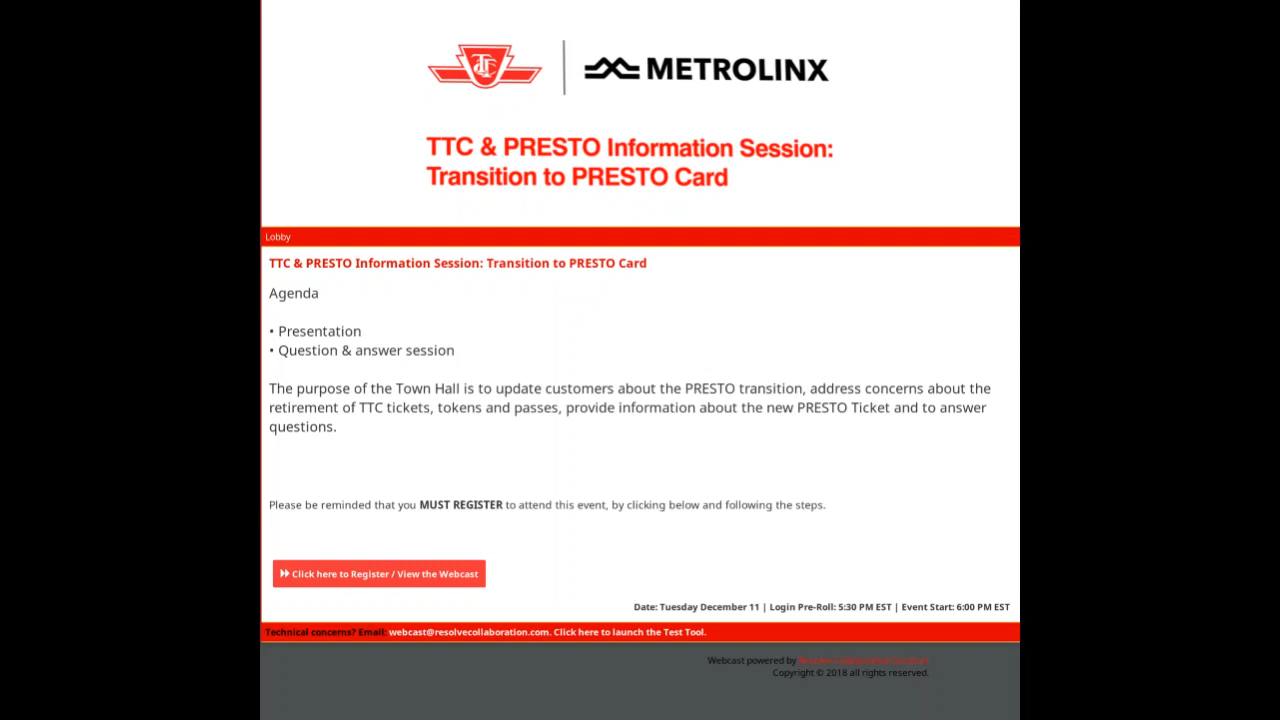 TTC
METROLINX
TTC & PRESTO Information Session:
Transition to PRESTO Card
Lobby
TTC & PRESTO Information Session: Transition to PRESTO Card
Agenda
• Presentation
• Question & answer session
The purpose of the Town Hall is to update customers about the PRESTO transition, address concerns about the
retirement of TTC tickets, tokens and passes, provide information about the new PRESTO Ticket and to answer
questions.
Please be reminded that you MUST REGISTER to attend this event, by clicking below and following the steps.
Click here to Register / View the Webcast
Date: Tuesday December 11 | Login Pre-Roll: 5:30 PM EST | Event Start: 6:00 PM EST
Technical concerns? Email: webcast@resolvecollaboration.com. Click here to launch the Test Tool.
Webcast powered by
Copyright © 2018 all rights reserved.